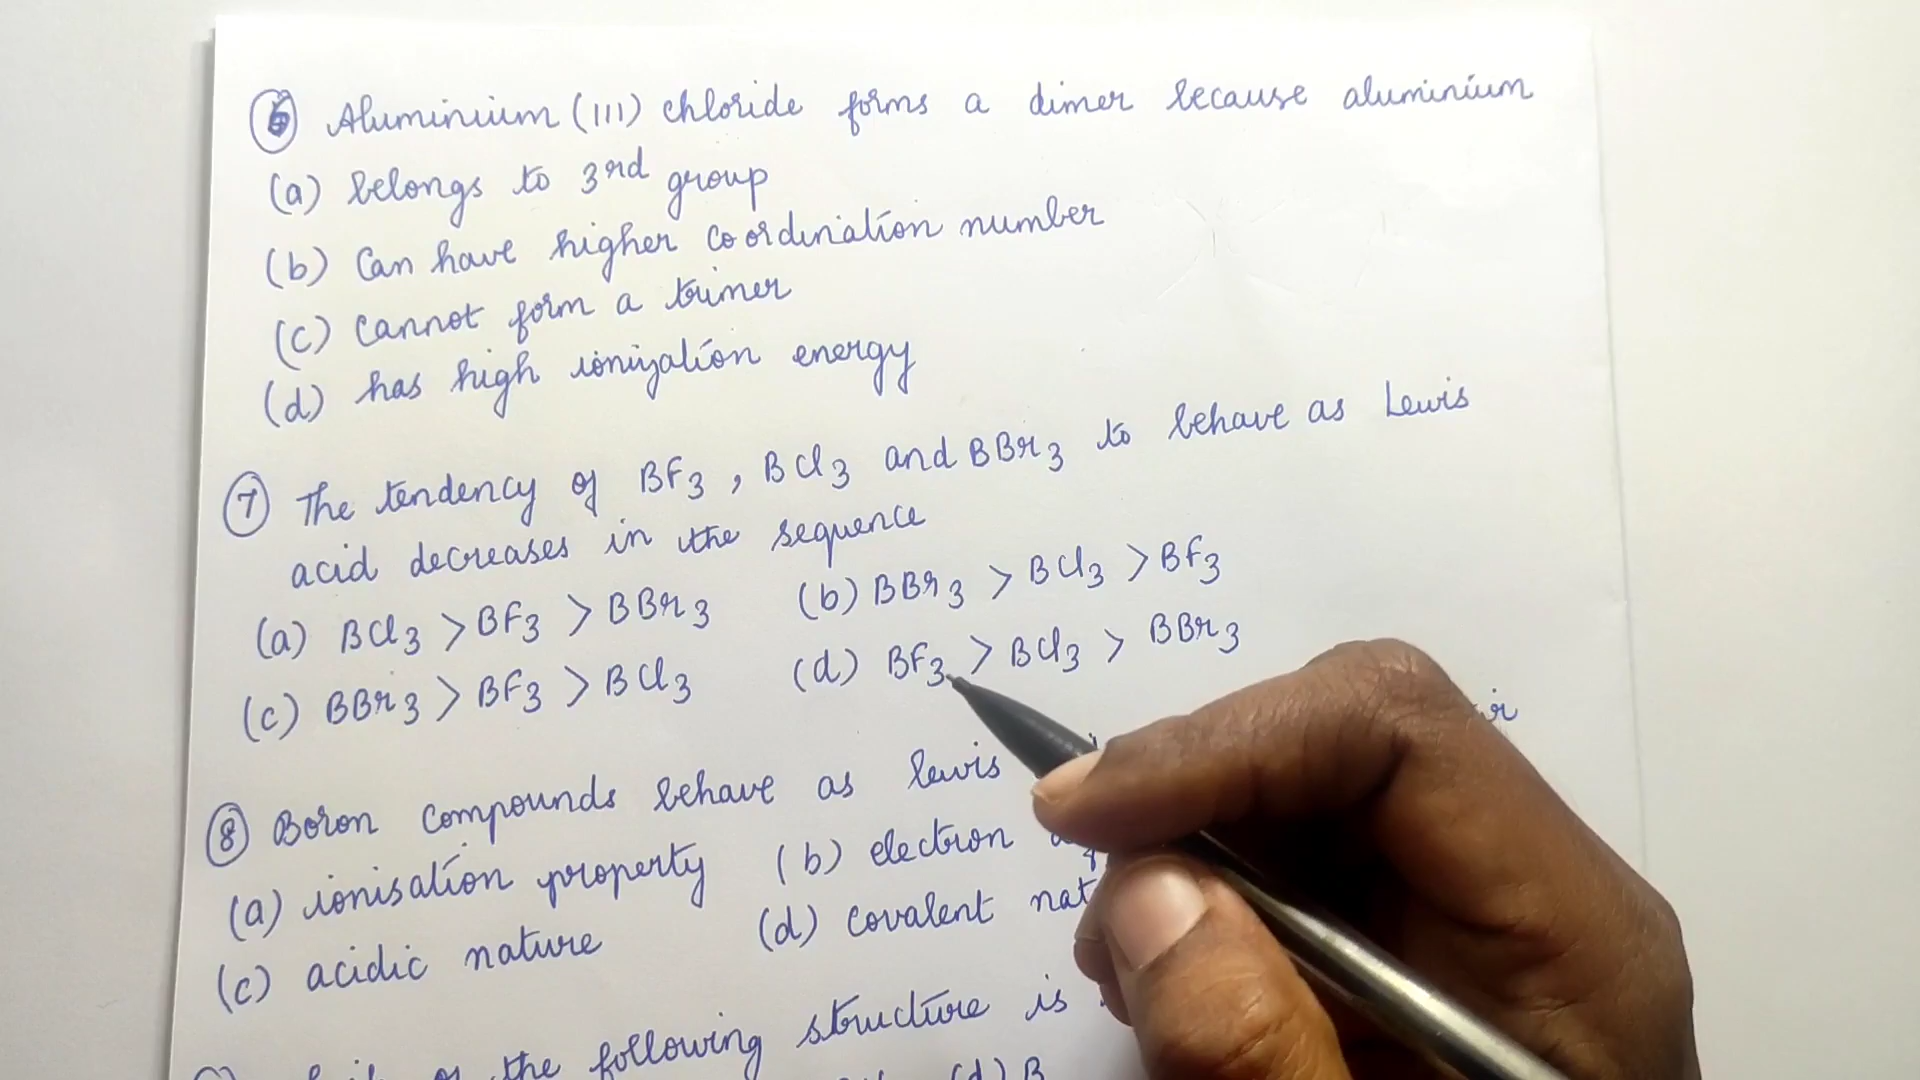 6 Aluminium (III) chloride forms a dimer because aluminium
(a) belongs to 3rd group
(b) Can have higher coordination number
(c) Cannot form a trimer
(d) has high ionization energy
7 The tendency of BF3, BCl3 and BBr3 to behave as Lewis
acid decreases in the sequence
(a) BCl3 > BF3 > BBr3 (b) BBr3 > BCl3 > BF3
(c) BBr3 > BF3 > BCl3 (d) BF3 > BCl3 > BBr3
8 Boron compounds behave as lewis
(a) ionisation property (b) electron
(c) acidic nature (d) covalent
the following structure is
(d) B